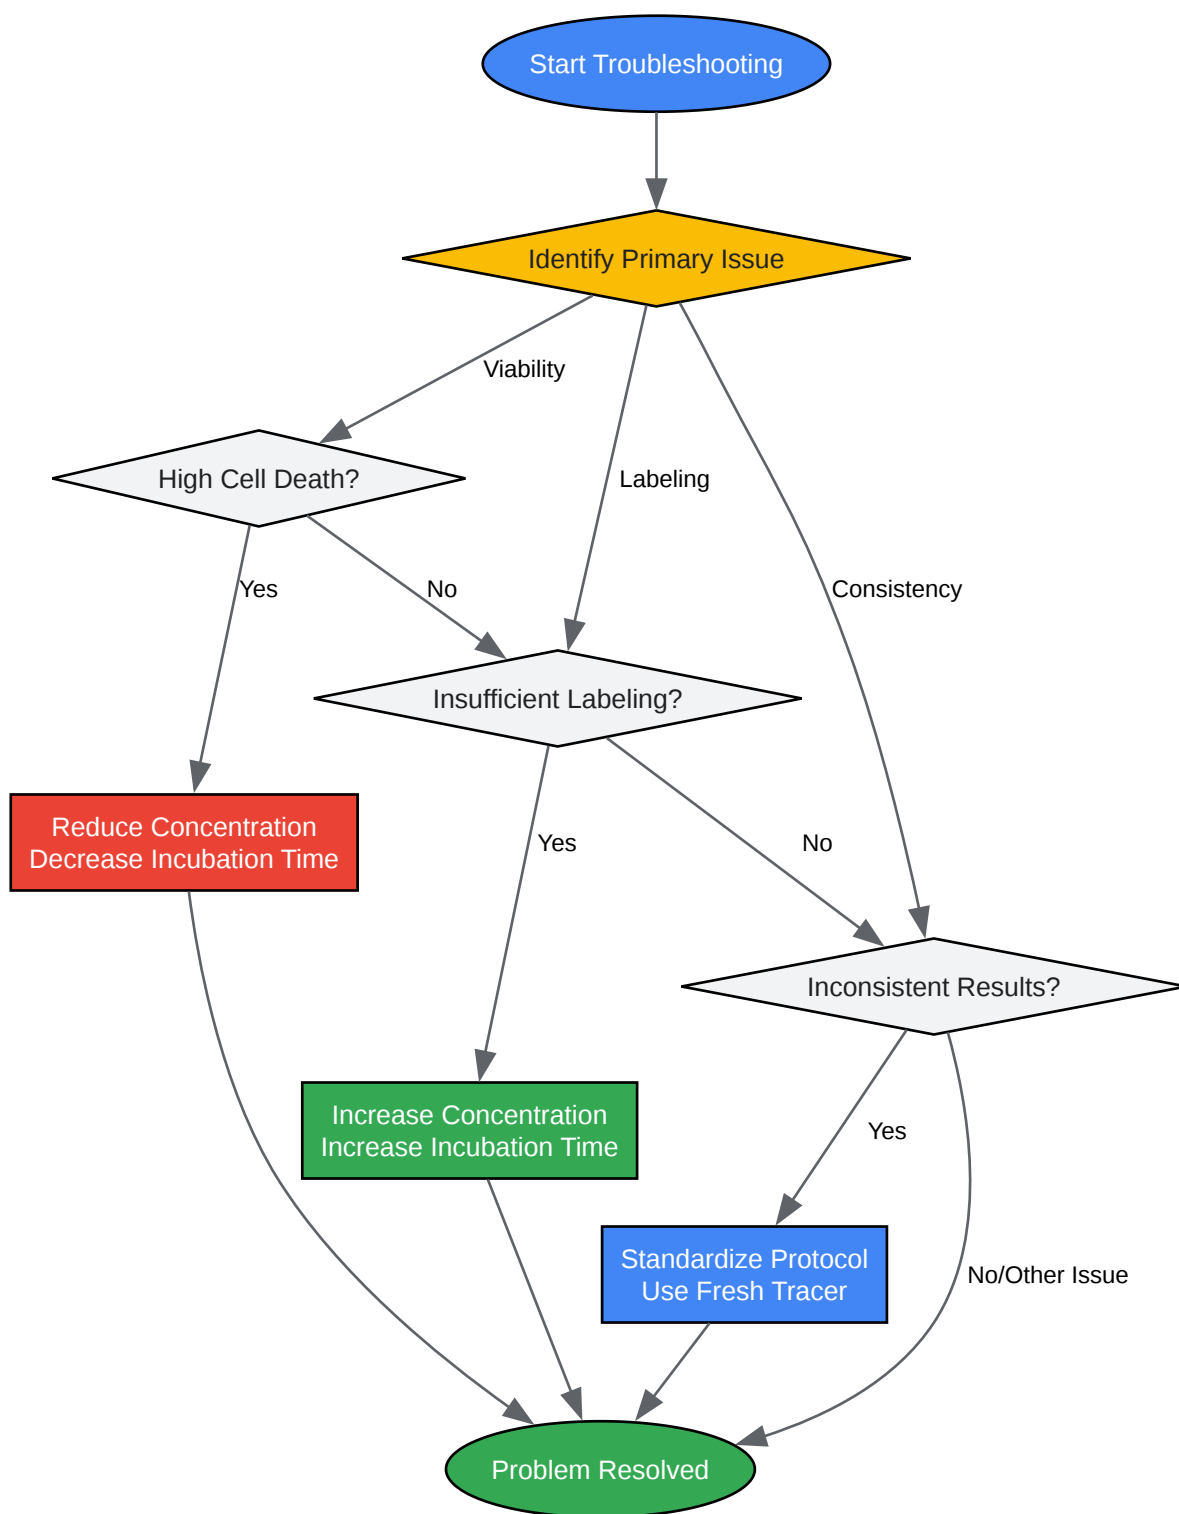 Start Troubleshooting
Identify Primary Issue
Viability
High Cell Death?
Labeling
Yes
No
Consistency
Insufficient Labeling?
Reduce Concentration
Decrease Incubation Time
Yes
No
Inconsistent Results?
Increase Concentration
Increase Incubation Time
Yes
Standardize Protocol
Use Fresh Tracer
No/Other Issue
Problem Resolved